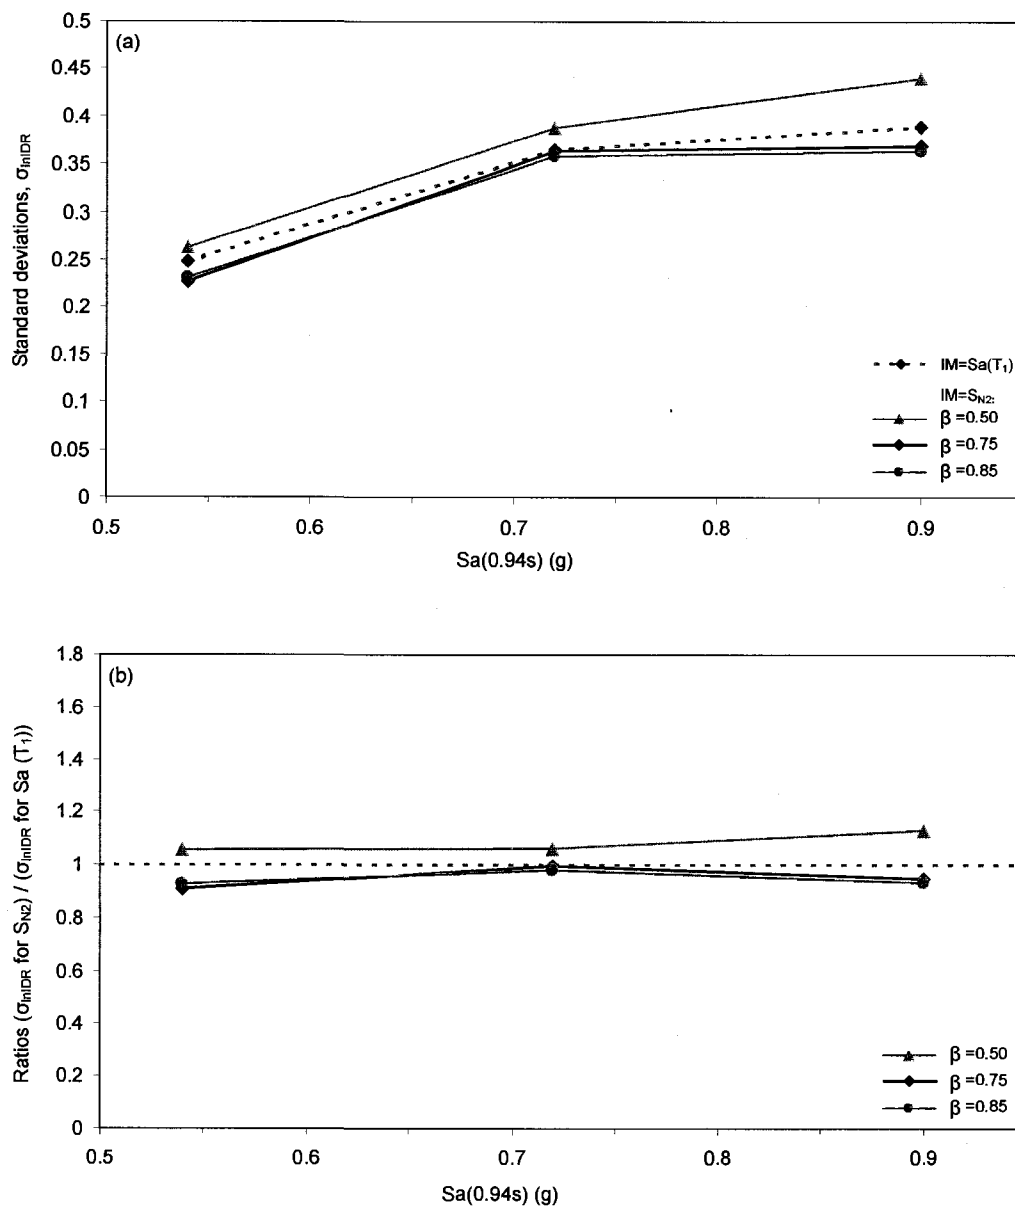 (a)
Standard deviations, σlnIDR
0.5
0.45
0.4
0.35
0.3
0.25
0.2
0.15
0.1
0.05
0
0.5 0.6 0.7 0.8 0.9
Sa(0.94s) (g)
IM=Sa(T₁)
IM=SN2:
β=0.50
β=0.75
β=0.85
(b)
Ratios (σlnIDR for SN2) / (σlnIDR for Sa (T₁))
1.8
1.6
1.4
1.2
1
0.8
0.6
0.4
0.2
0
0.5 0.6 0.7 0.8 0.9
Sa(0.94s) (g)
β=0.50
β=0.75
β=0.85